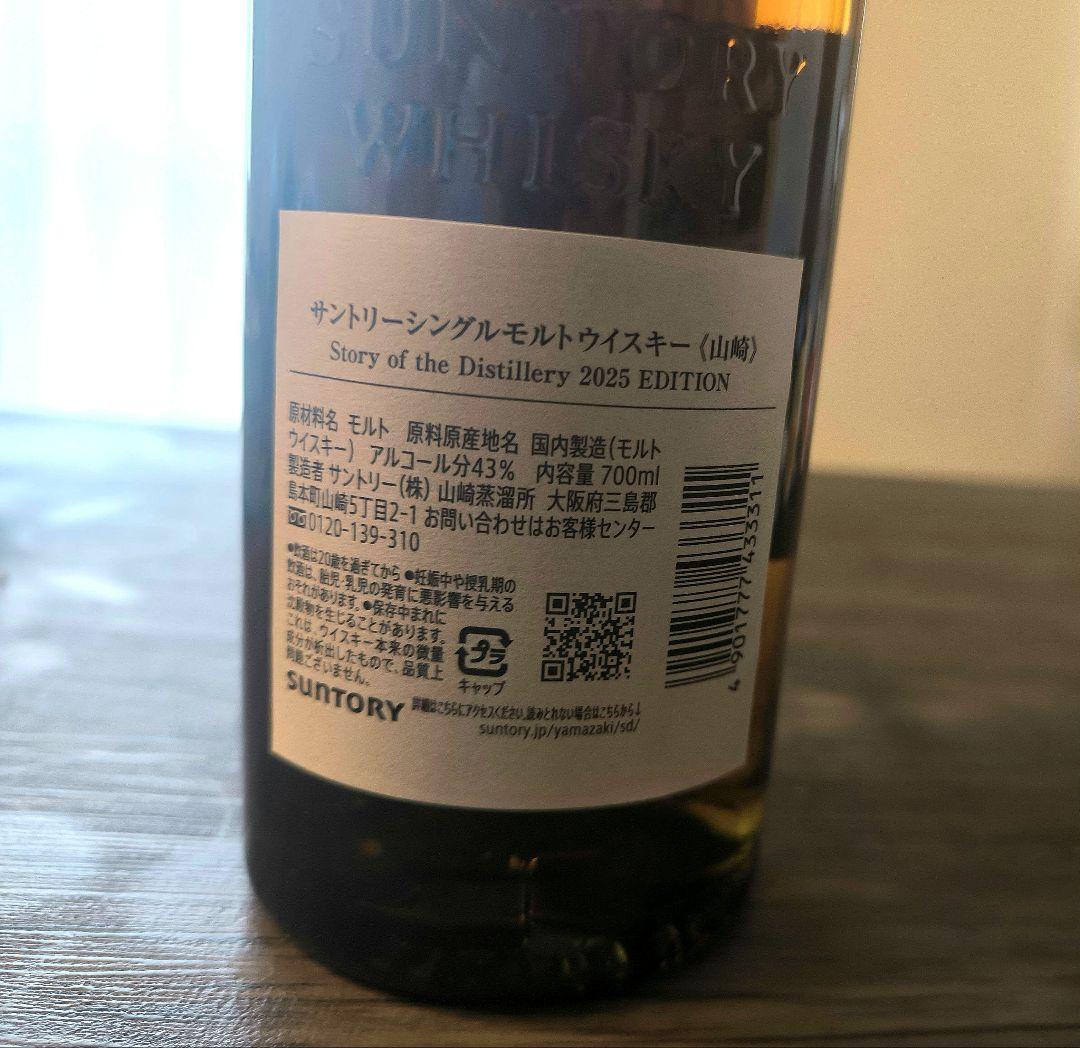 SUNTORY
WHISKY
サントリーシングルモルトウイスキー《山崎》
Story of the Distillery 2025 EDITION
原材料名 モルト 原料原産地名 国内製造(モルト
ウイスキー) アルコール分43% 内容量 700ml
製造者 サントリー(株) 山崎蒸溜所 大阪府三島郡
島本町山崎5丁目2-1 お問い合わせはお客様センター
0120-139-310
●飲酒は20歳を過ぎてから ●妊娠中や授乳期の
飲酒は、胎児・乳児の発育に悪影響を与える
おそれがあります。●保存中まれに
沈殿物を生じることがあります。
これは、ウイスキー本来の微量
成分が析出したもので、品質上
問題ございません。
プラ
キャップ
SUNTORY
詳細はこちらにアクセスください。読みとれない場合はこちらから↓
suntory.jp/yamazaki/sd/
4 901777 433311